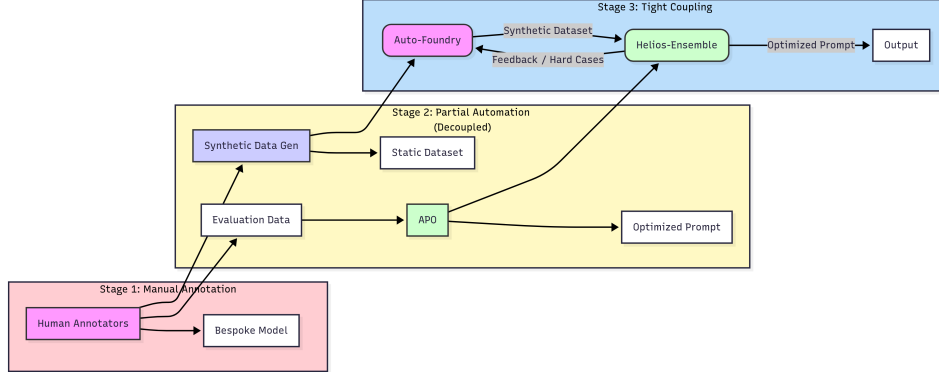 Stage 3: Tight Coupling
Auto-Foundry
Synthetic Dataset
Feedback / Hard Cases
Helios-Ensemble
Optimized Prompt
Output
Stage 2: Partial Automation
(Decoupled)
Synthetic Data Gen
Static Dataset
Evaluation Data
APO
Optimized Prompt
Stage 1: Manual Annotation
Human Annotators
Bespoke Model